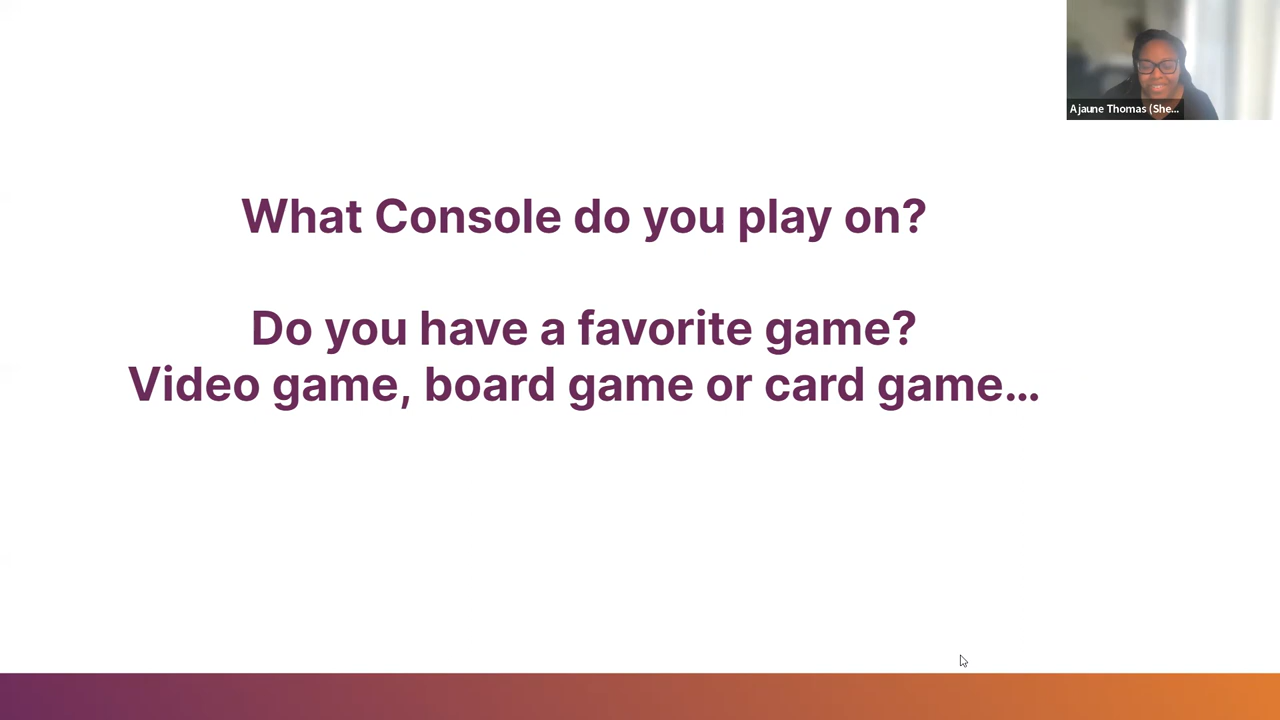 Ajaune Thomas (She...
What Console do you play on?
Do you have a favorite game?
Video game, board game or card game...